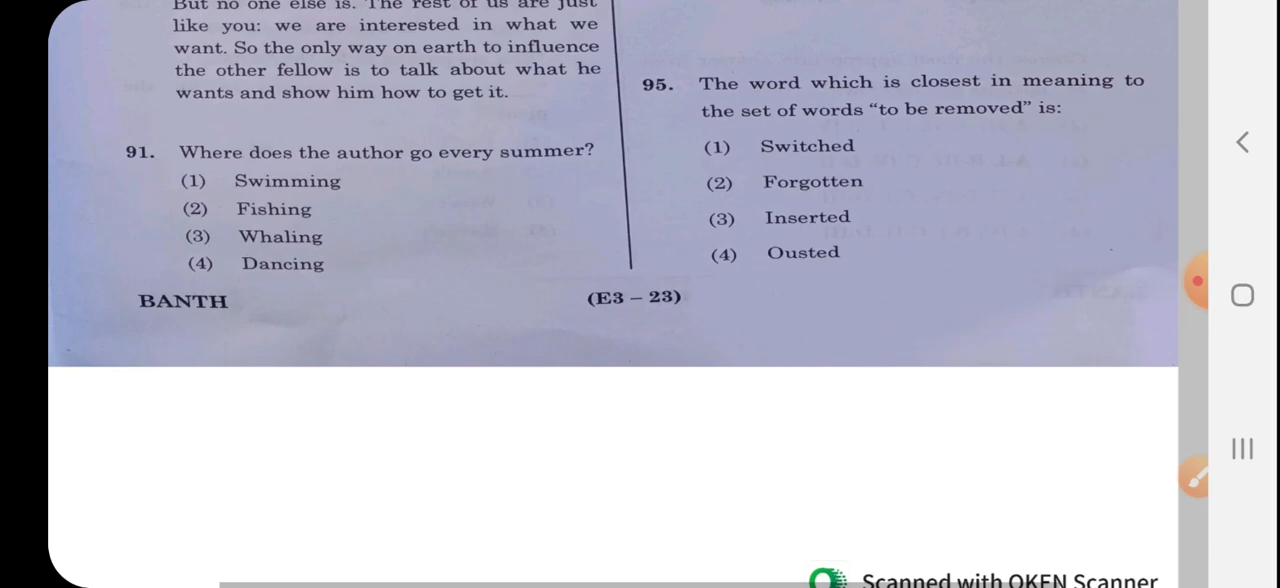 But no one else is. The rest of us are just
like you: we are interested in what we
want. So the only way on earth to influence
the other fellow is to talk about what he
wants and show him how to get it.
91. Where does the author go every summer?
(1) Swimming
(2) Fishing
(3) Whaling
(4) Dancing
95. The word which is closest in meaning to
the set of words “to be removed” is:
(1) Switched
(2) Forgotten
(3) Inserted
(4) Ousted
BANTH
(E3 – 23)
Scanned with OKEN Scanner